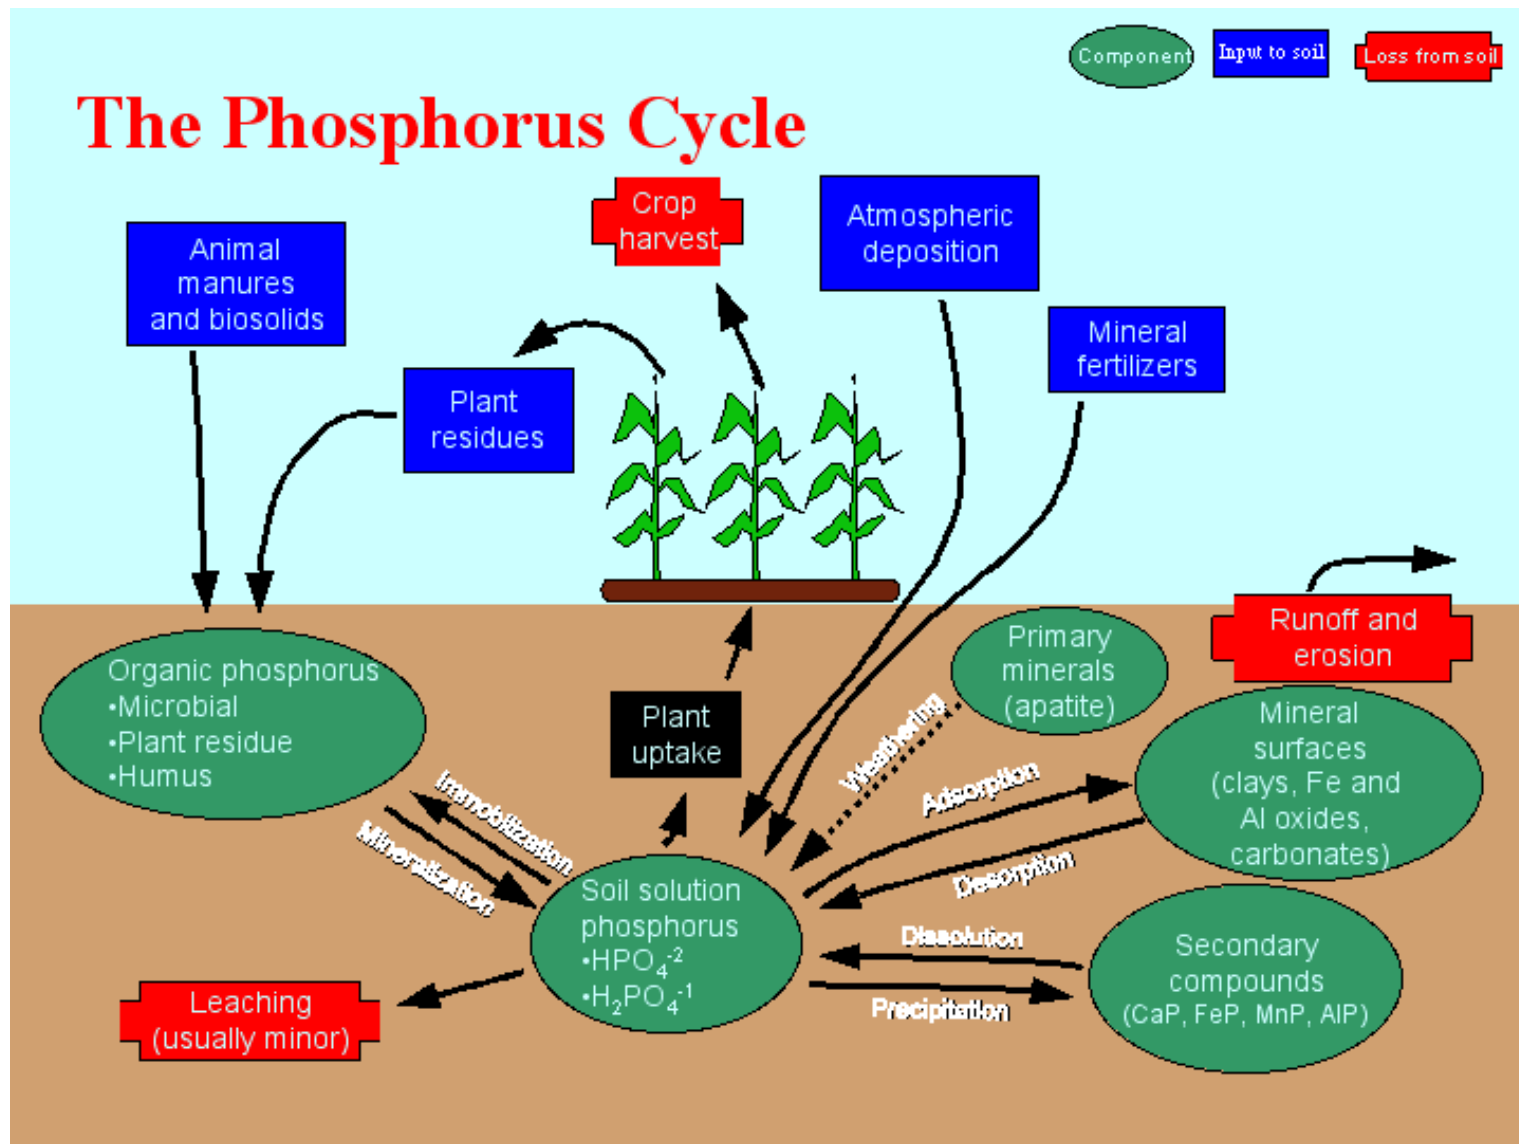 Component
Input to soil
Loss from soil
The Phosphorus Cycle
Crop
harvest
Atmospheric
deposition
Animal
manures
and biosolids
Mineral
fertilizers
Plant
residues
Runoff and
erosion
Primary
minerals
(apatite)
Organic phosphorus
•Microbial
•Plant residue
•Humus
Plant
uptake
Weathering
Mineral
surfaces
(clays, Fe and
Al oxides,
carbonates)
Adsorption
Desorption
Immobilization
Mineralization
Soil solution
phosphorus
•HPO₄⁻²
•H₂PO₄⁻¹
Dissolution
Precipitation
Secondary
compounds
(CaP, FeP, MnP, AlP)
Leaching
(usually minor)